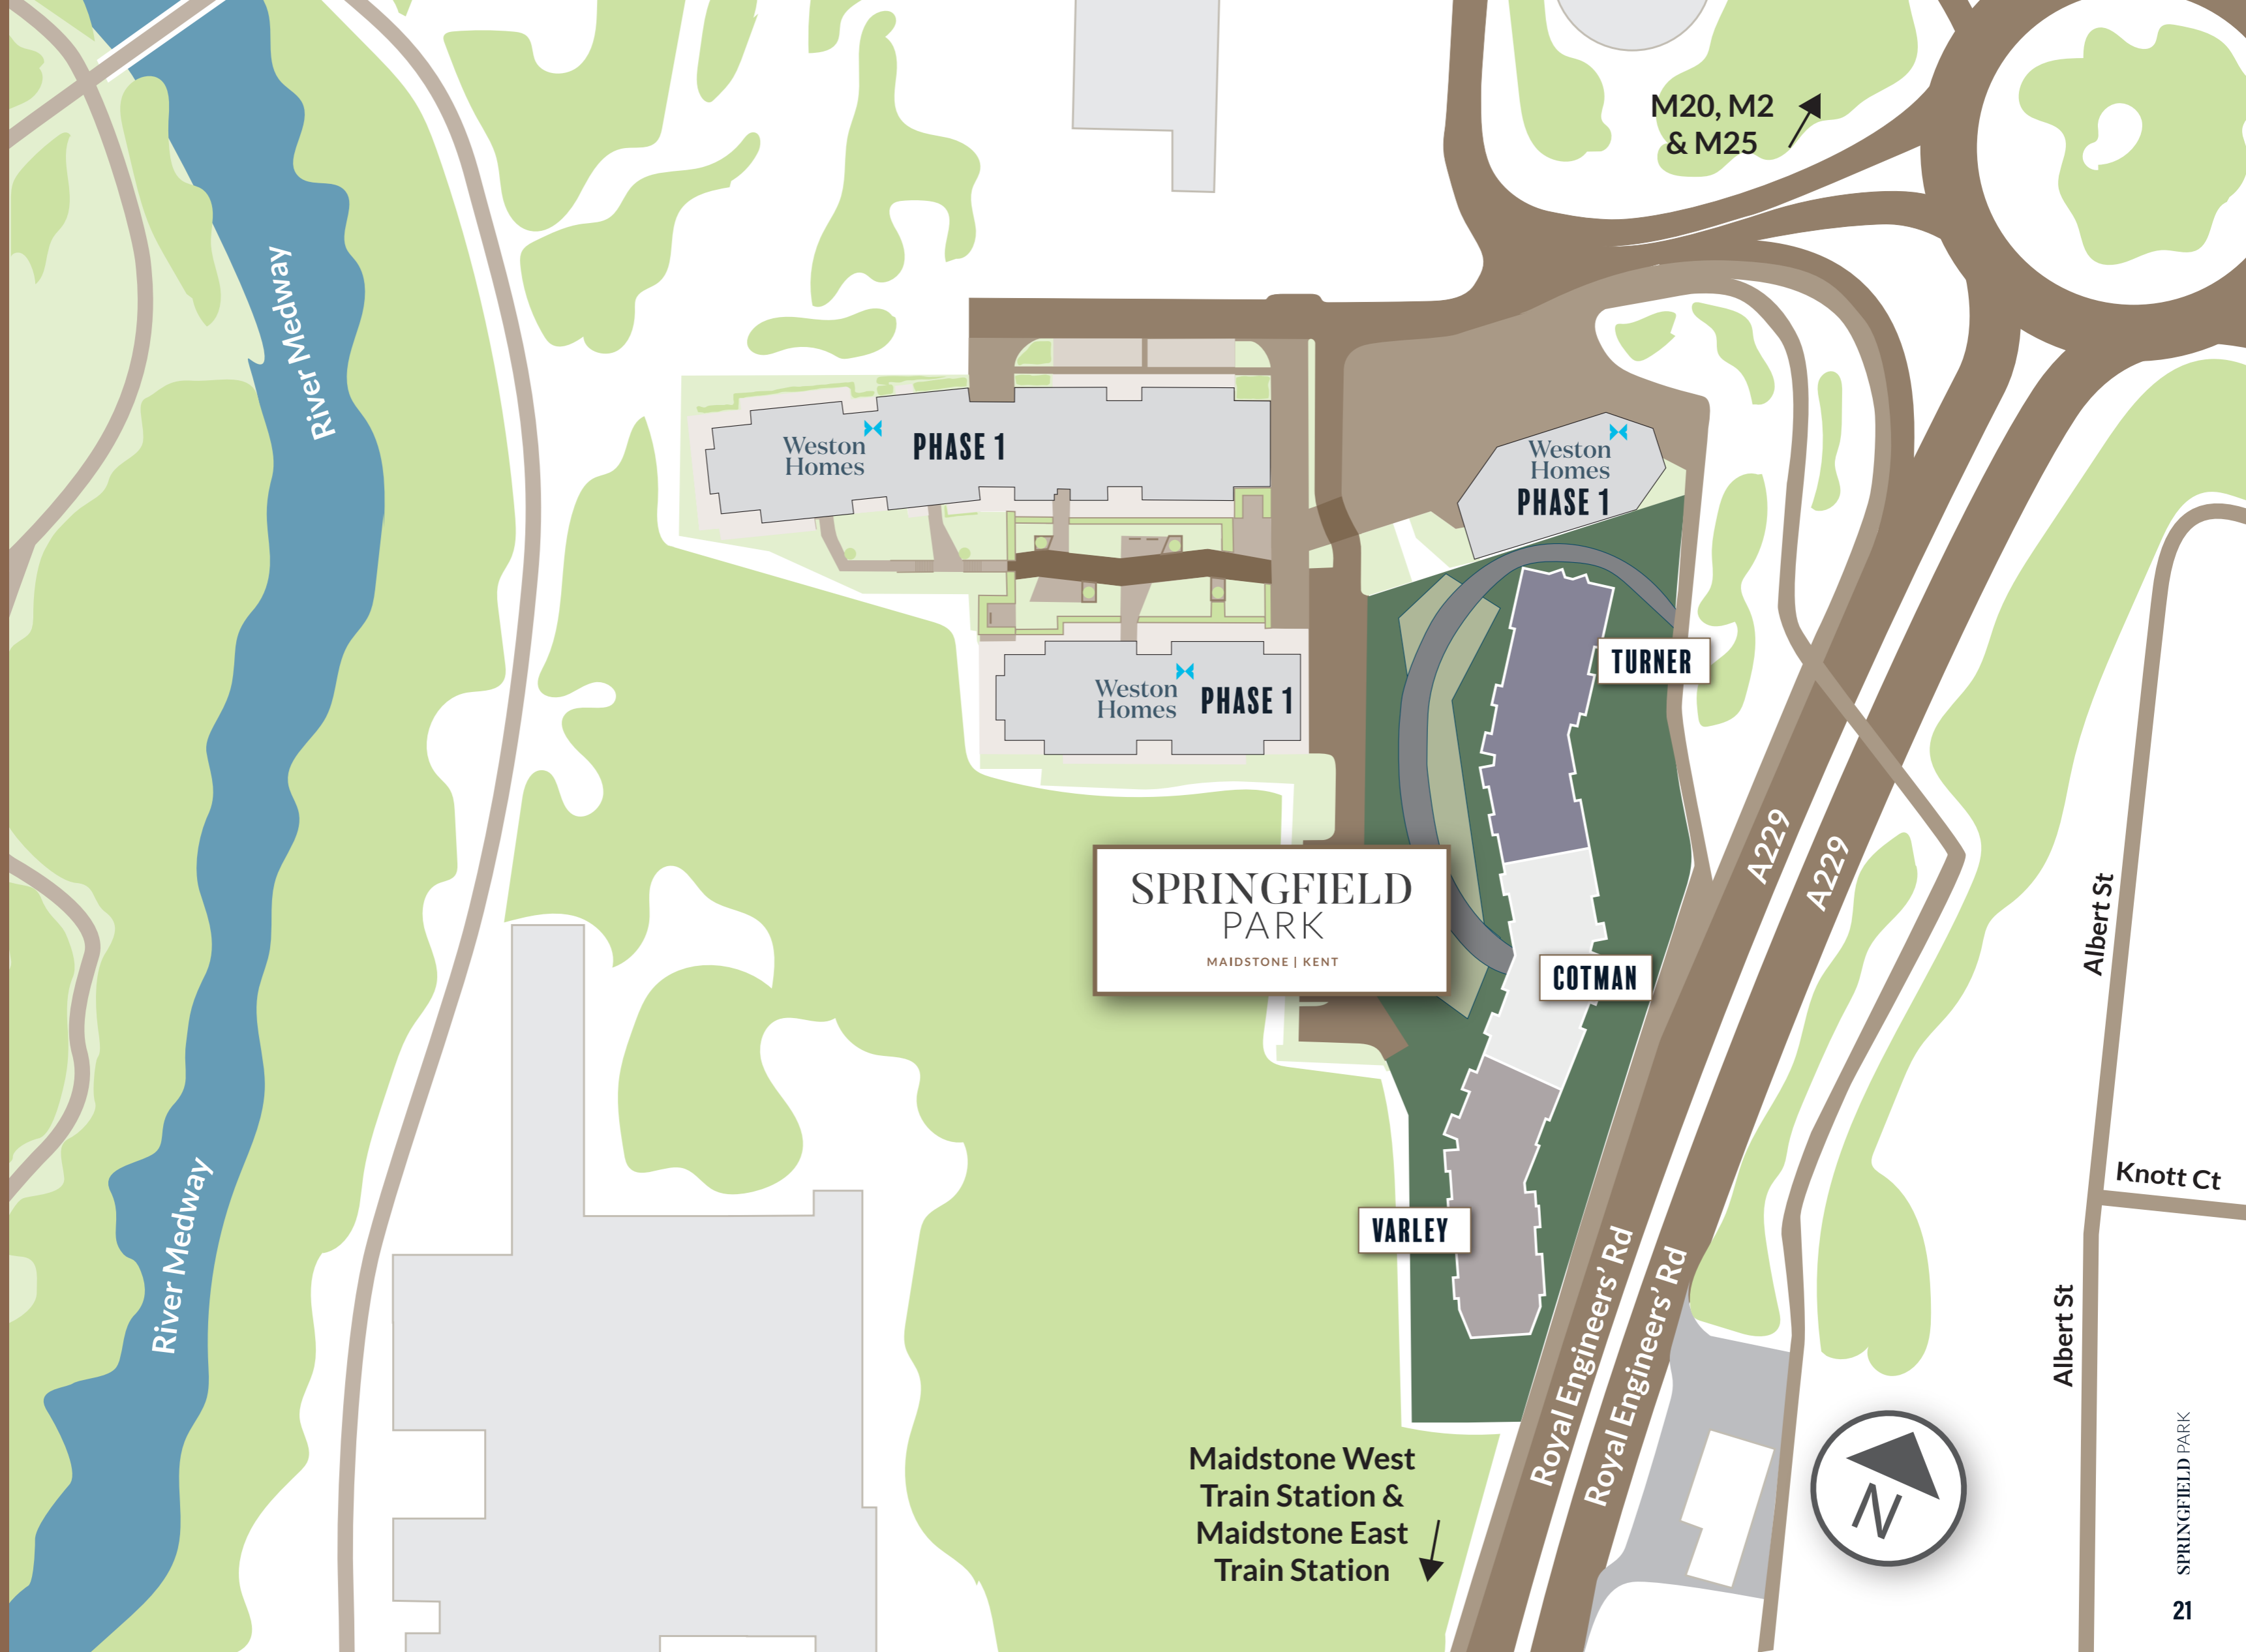 M20, M2
& M25
River Medway
Weston
Homes
PHASE 1
Weston
Homes
PHASE 1
Weston
Homes
PHASE 1
TURNER
A229
A229
SPRINGFIELD
PARK
MAIDSTONE | KENT
COTMAN
Albert St
Knott Ct
VARLEY
River Medway
Royal Engineers’ Rd
Royal Engineers’ Rd
Albert St
Maidstone West
Train Station &
Maidstone East
Train Station
N
SPRINGFIELD PARK
21